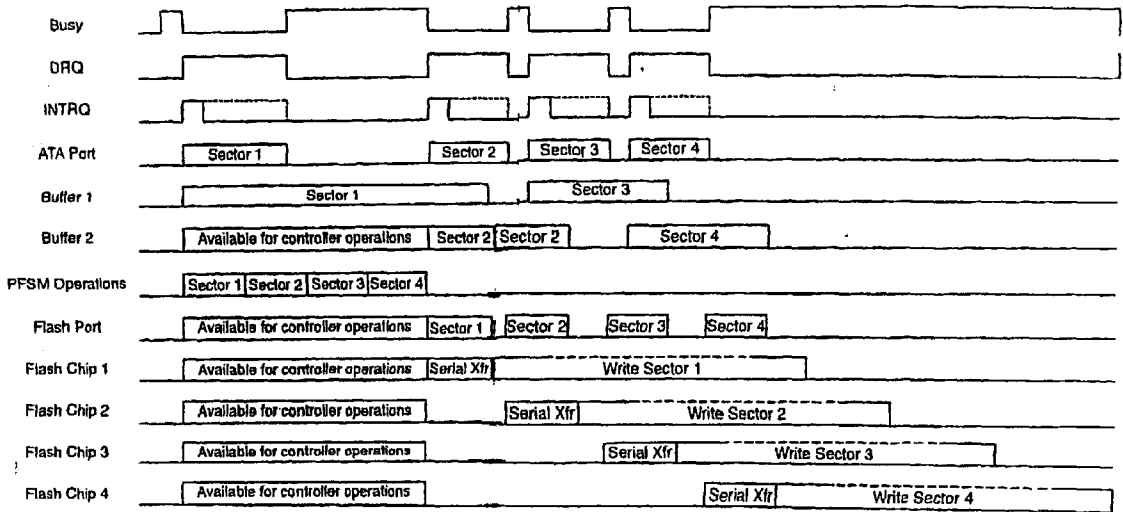 Busy
DRQ
INTRQ
ATA Port Sector 1 Sector 2 Sector 3 Sector 4
Buffer 1 Sector 1 Sector 3
Buffer 2 Available for controller operations Sector 2 Sector 2 Sector 4
PFSM Operations Sector 1 Sector 2 Sector 3 Sector 4
Flash Port Available for controller operations Sector 1 Sector 2 Sector 3 Sector 4
Flash Chip 1 Available for controller operations Serial Xfr Write Sector 1
Flash Chip 2 Available for controller operations Serial Xfr Write Sector 2
Flash Chip 3 Available for controller operations Serial Xfr Write Sector 3
Flash Chip 4 Available for controller operations Serial Xfr Write Sector 4